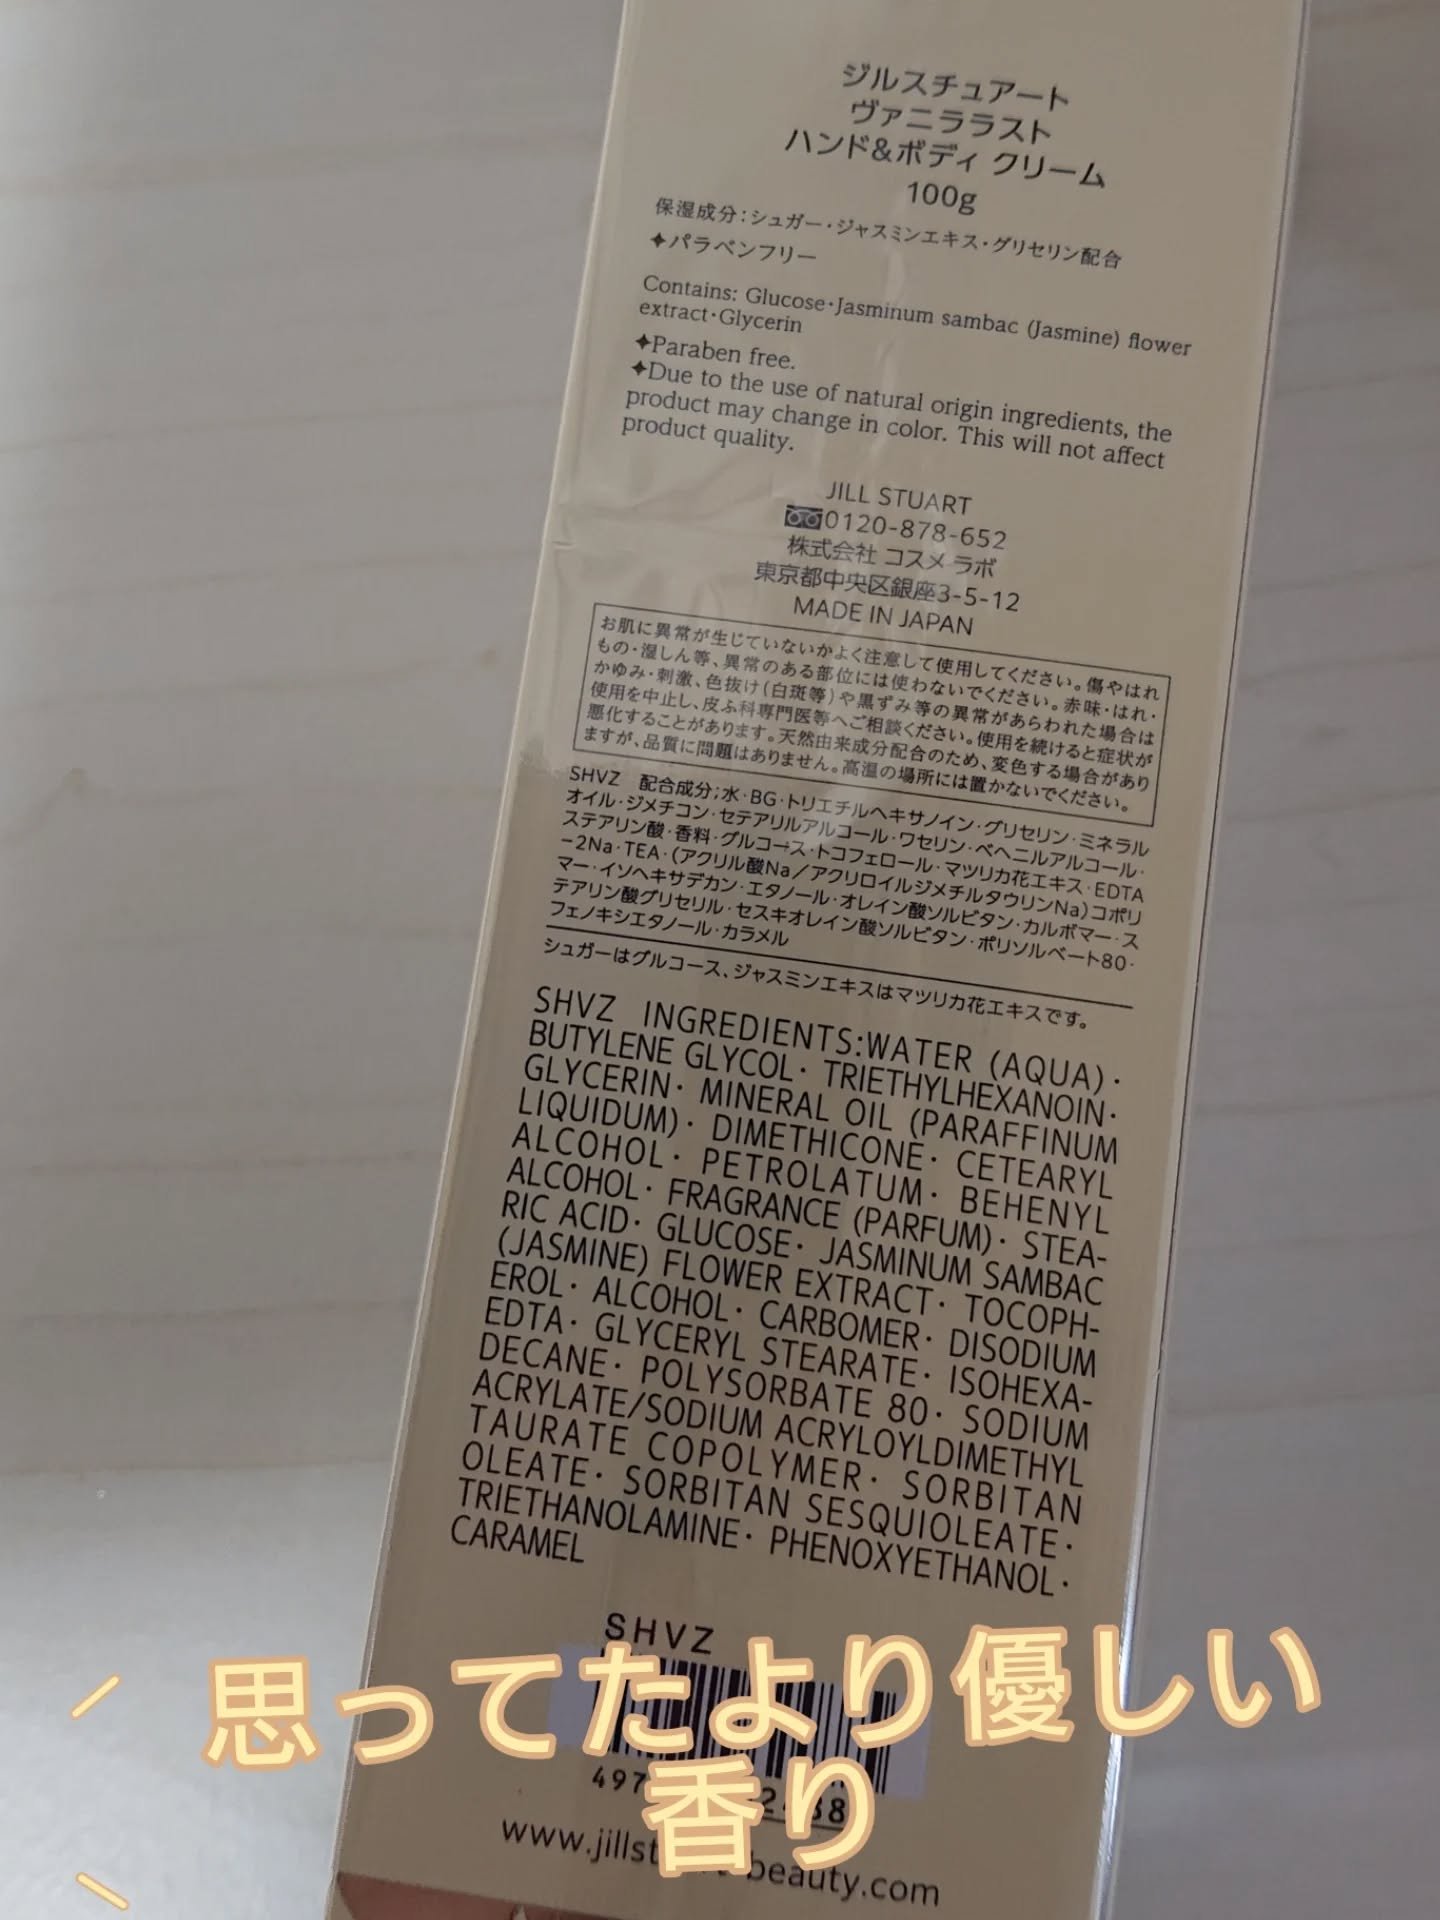 ジルスチュアート
ヴァニララスト
ハンド&ボディ クリーム
100g
保湿成分:シュガー・ジャスミンエキス・グリセリン配合
✦パラベンフリー
Contains: Glucose・Jasminum sambac (Jasmine) flower
extract・Glycerin
✦Paraben free.
✦Due to the use of natural origin ingredients, the
product may change in color. This will not affect
product quality.
JILL STUART
0120-878-652
株式会社 コスメ ラボ
東京都中央区銀座3-5-12
MADE IN JAPAN
お肌に異常が生じていないかよく注意して使用してください。傷やはれ
もの・湿しん等、異常のある部位には使わないでください。赤味・はれ・
かゆみ・刺激、色抜け(白斑等)や黒ずみ等の異常があらわれた場合は
使用を中止し、皮ふ科専門医等へご相談ください。使用を続けると症状が
悪化することがあります。天然由来成分配合のため、変色する場合があり
ますが、品質に問題はありません。高温の場所には置かないでください。
SHVZ 配合成分;水・BG・トリエチルヘキサノイン・グリセリン・ミネラル
オイル・ジメチコン・セテアリルアルコール・ワセリン・ベヘニルアルコール・
ステアリン酸・香料・グルコース・トコフェロール・マツリカ花エキス・EDTA
-2Na・TEA・(アクリル酸Na/アクリロイルジメチルタウリンNa)コポリ
マー・イソヘキサデカン・エタノール・オレイン酸ソルビタン・カルボマー・ス
テアリン酸グリセリル・セスキオレイン酸ソルビタン・ポリソルベート80・
フェノキシエタノール・カラメル
シュガーはグルコース、ジャスミンエキスはマツリカ花エキスです。
SHVZ INGREDIENTS:WATER (AQUA)・
BUTYLENE GLYCOL・ TRIETHYLHEXANOIN・
GLYCERIN・ MINERAL OIL (PARAFFINUM
LIQUIDUM)・ DIMETHICONE・ CETEARYL
ALCOHOL・ PETROLATUM・ BEHENYL
ALCOHOL・ FRAGRANCE (PARFUM)・ STEA-
RIC ACID・ GLUCOSE・ JASMINUM SAMBAC
(JASMINE) FLOWER EXTRACT・ TOCOPH-
EROL・ ALCOHOL・ CARBOMER・ DISODIUM
EDTA・ GLYCERYL STEARATE・ ISOHEXA-
DECANE・ POLYSORBATE 80・ SODIUM
ACRYLATE/SODIUM ACRYLOYLDIMETHYL
TAURATE COPOLYMER・ SORBITAN
OLEATE・ SORBITAN SESQUIOLEATE・
TRIETHANOLAMINE・ PHENOXYETHANOL・
CARAMEL
SHVZ
思ってたより優しい
香り